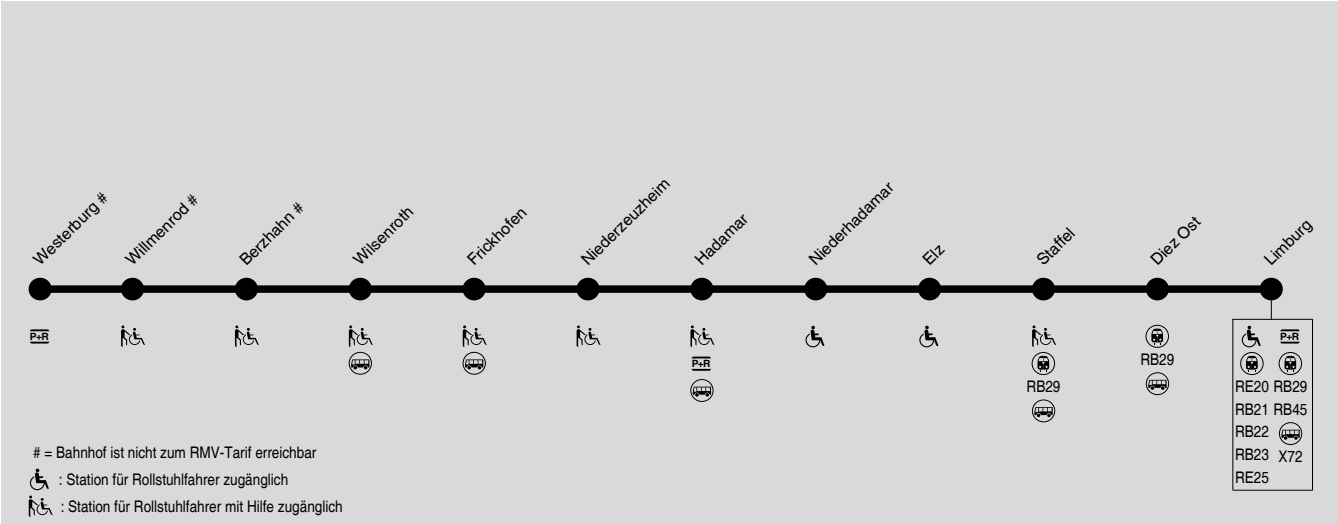 Westerburg #
Willmenrod #
Berzhahn #
Wilsenroth
Frickhofen
Niederzeuzheim
Hadamar
Niederhadamar
Elz
Staffel
Diez Ost
Limburg
P+R
P+R
RB29
RB29
P+R
RE20 RB29
RB21 RB45
RB22
RB23 X72
RE25
# = Bahnhof ist nicht zum RMV-Tarif erreichbar
: Station für Rollstuhlfahrer zugänglich
: Station für Rollstuhlfahrer mit Hilfe zugänglich